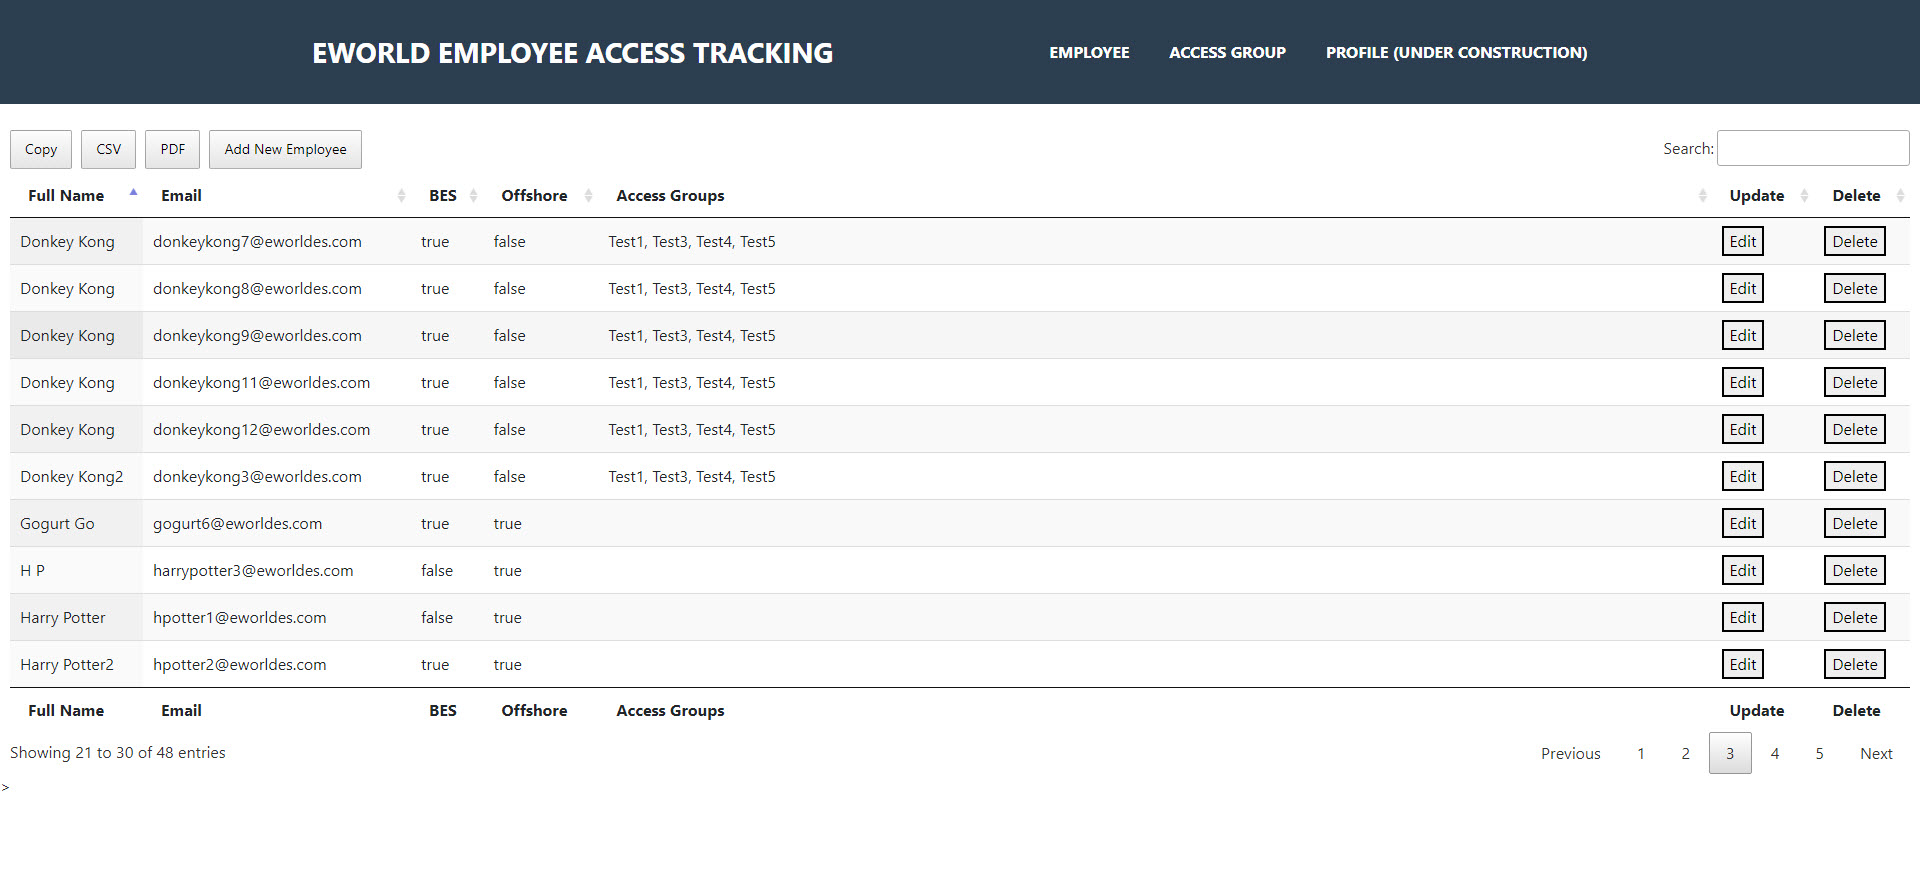 EWORLD EMPLOYEE ACCESS TRACKING EMPLOYEE ACCESS GROUP PROFILE (UNDER CONSTRUCTION)
Copy CSV PDF Add New Employee Search:
Full Name Email BES Offshore Access Groups Update Delete
Donkey Kong donkeykong7@eworldes.com true false Test1, Test3, Test4, Test5 Edit Delete
Donkey Kong donkeykong8@eworldes.com true false Test1, Test3, Test4, Test5 Edit Delete
Donkey Kong donkeykong9@eworldes.com true false Test1, Test3, Test4, Test5 Edit Delete
Donkey Kong donkeykong11@eworldes.com true false Test1, Test3, Test4, Test5 Edit Delete
Donkey Kong donkeykong12@eworldes.com true false Test1, Test3, Test4, Test5 Edit Delete
Donkey Kong2 donkeykong3@eworldes.com true false Test1, Test3, Test4, Test5 Edit Delete
Gogurt Go gogurt6@eworldes.com true true Edit Delete
H P harrypotter3@eworldes.com false true Edit Delete
Harry Potter hpotter1@eworldes.com false true Edit Delete
Harry Potter2 hpotter2@eworldes.com true true Edit Delete
Full Name Email BES Offshore Access Groups Update Delete
Showing 21 to 30 of 48 entries Previous 1 2 3 4 5 Next
>